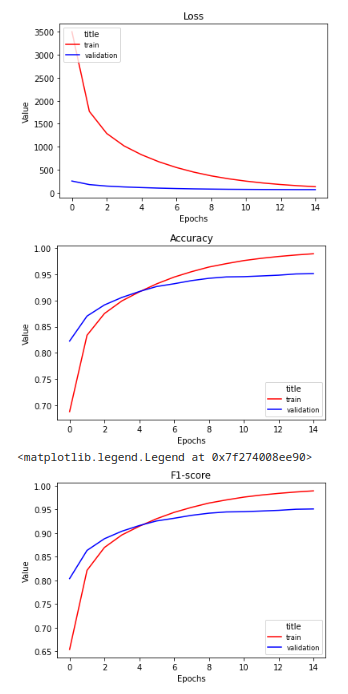 Loss
3500
3000
2500
2000
1500
1000
500
0
Value
title
train
validation
0 2 4 6 8 10 12 14
Epochs
Accuracy
1.00
0.95
0.90
0.85
0.80
0.75
0.70
Value
title
train
validation
0 2 4 6 8 10 12 14
Epochs
<matplotlib.legend.Legend at 0x7f274008ee90>
F1-score
1.00
0.95
0.90
0.85
0.80
0.75
0.70
0.65
Value
title
train
validation
0 2 4 6 8 10 12 14
Epochs